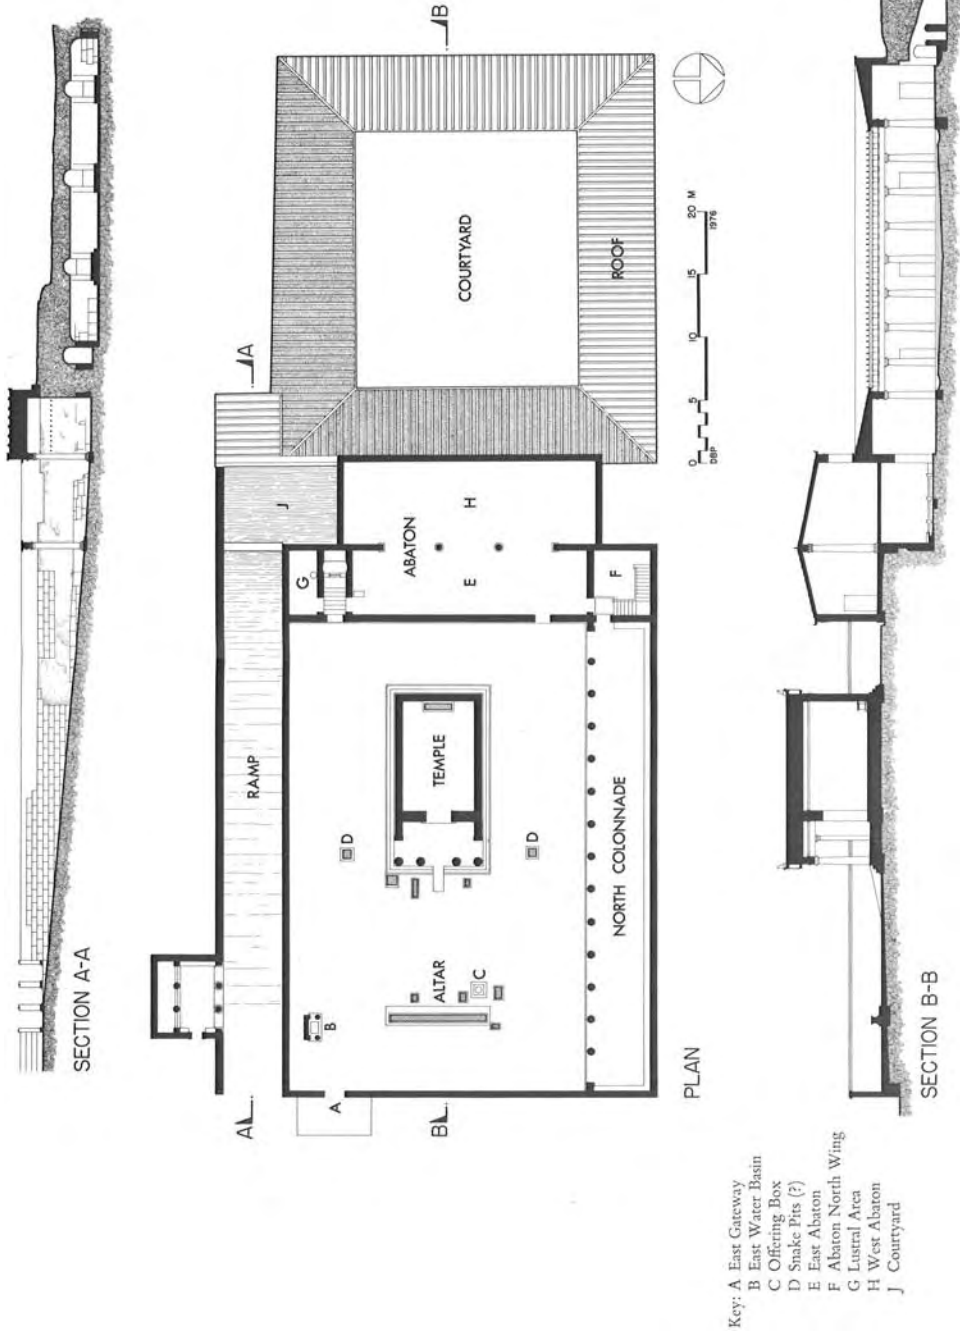 SECTION A-A
A
A
RAMP
J
G
B
A
D
TEMPLE
ABATON
E
H
COURTYARD
ROOF
B
B
ALTAR
C
D
F
NORTH COLONNADE
PLAN
0 5 10 15 20 M
DBP 1976
SECTION B-B
Key: A East Gateway
B East Water Basin
C Offering Box
D Snake Pits (?)
E East Abaton
F Abaton North Wing
G Lustral Area
H West Abaton
J Courtyard